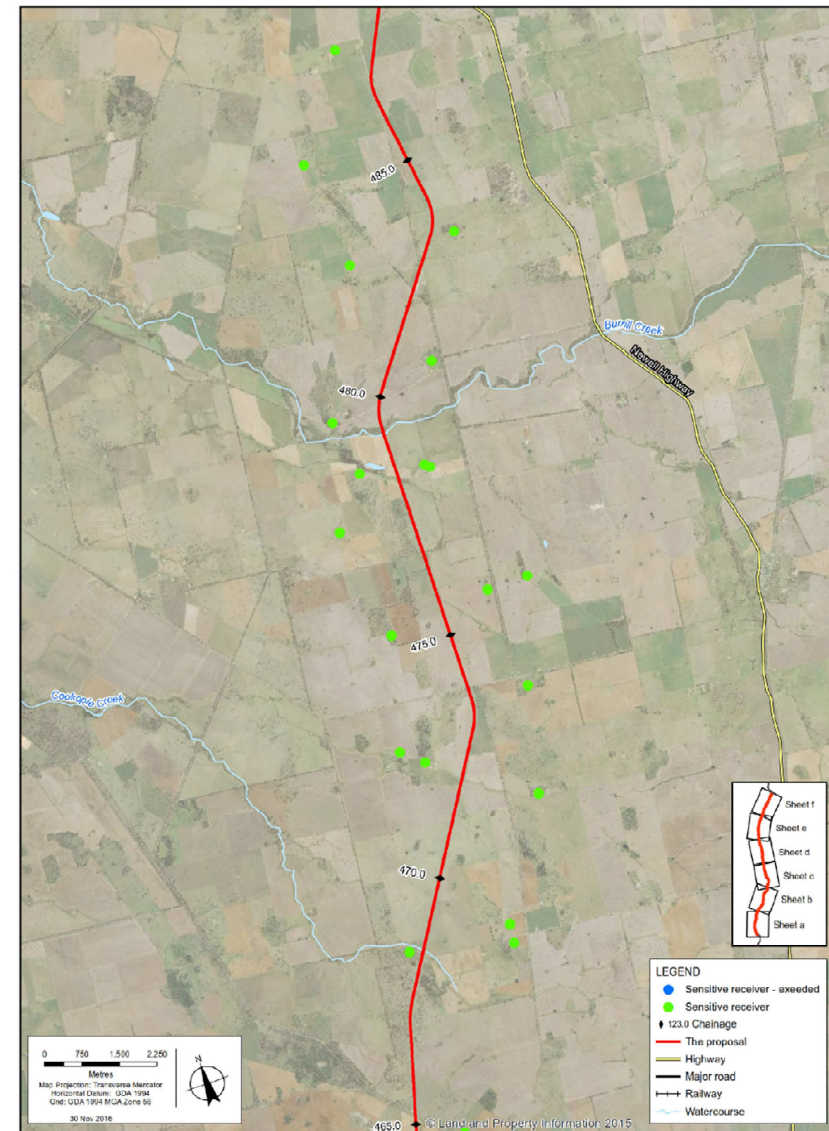 485.0
Burrill Creek
Newell Highway
480.0
475.0
Cookopie Creek
470.0
465.0
© Land and Property Information 2015
Sheet f
Sheet e
Sheet d
Sheet c
Sheet b
Sheet a
LEGEND
Sensitive receiver - exeeded
Sensitive receiver
123.0 Chainage
The proposal
Highway
Major road
Railway
Watercourse
0 750 1,500 2,250
Metres
Map Projection: Transverse Mercator
Horizontal Datum: GDA 1994
Grid: GDA 1994 MGA Zone 55
30 Nov 2016
N